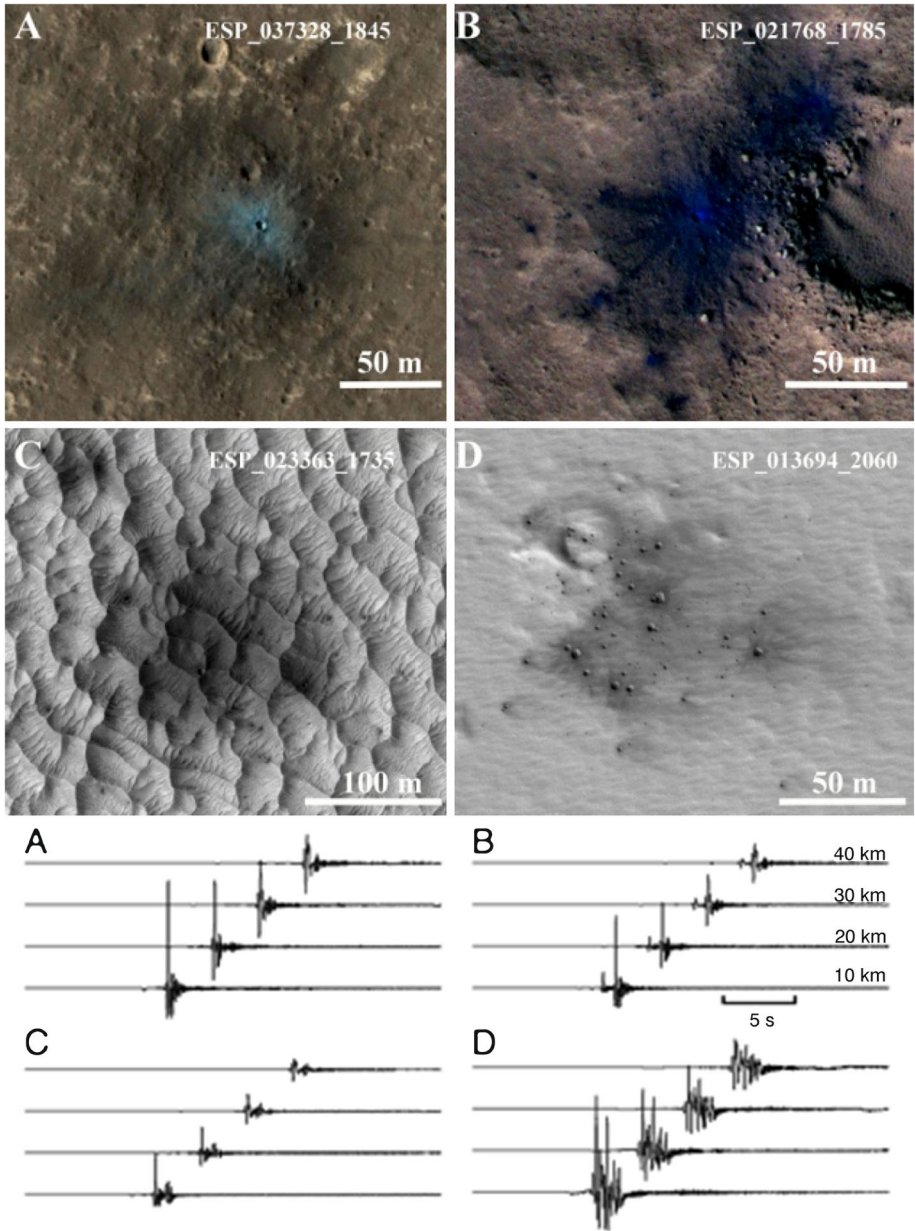 A ESP_037328_1845
50 m
B ESP_021768_1785
50 m
C ESP_023363_1735
100 m
D ESP_013694_2060
50 m
A
B
40 km
30 km
20 km
10 km
5 s
C
D